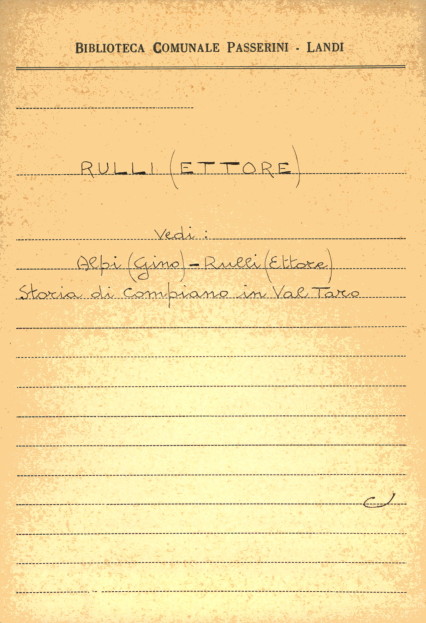 BIBLIOTECA COMUNALE PASSERINI - LANDI
RULLI (ETTORE)
Vedi :
Alpi (Gino) - Rulli (Ettore)
Storia di Compiano in Val Taro